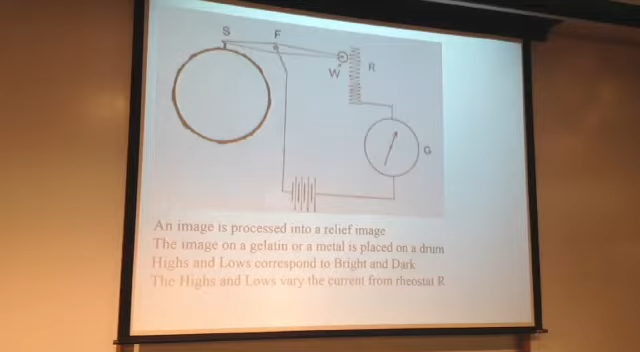 S F
W R
G
An image is processed into a relief image
The image on a gelatin or a metal is placed on a drum
Highs and Lows correspond to Bright and Dark
The Highs and Lows vary the current from rheostat R